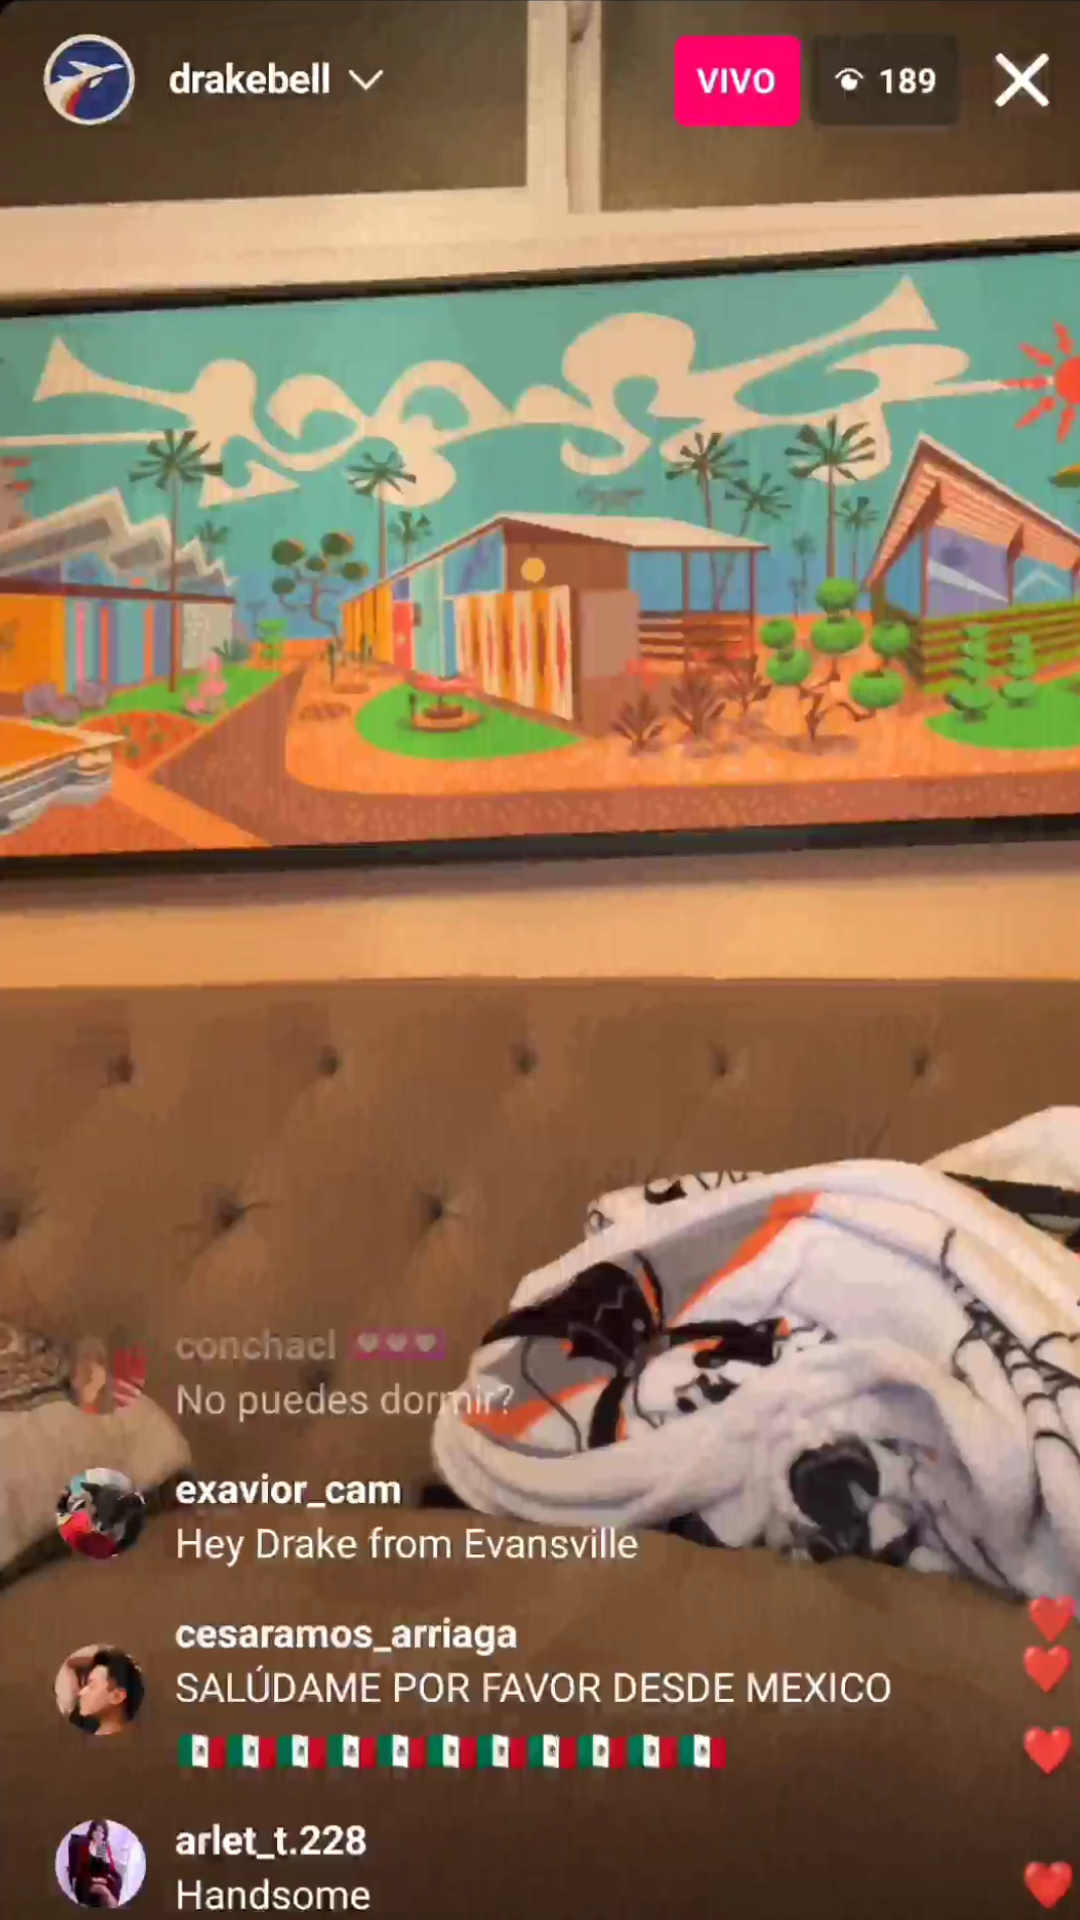 drakebell
VIVO
189
conchacl
No puedes dormir?
exavior_cam
Hey Drake from Evansville
cesaramos_arriaga
SALÚDAME POR FAVOR DESDE MEXICO
🇲🇽🇲🇽🇲🇽🇲🇽🇲🇽🇲🇽🇲🇽🇲🇽🇲🇽🇲🇽🇲🇽
arlet_t.228
Handsome